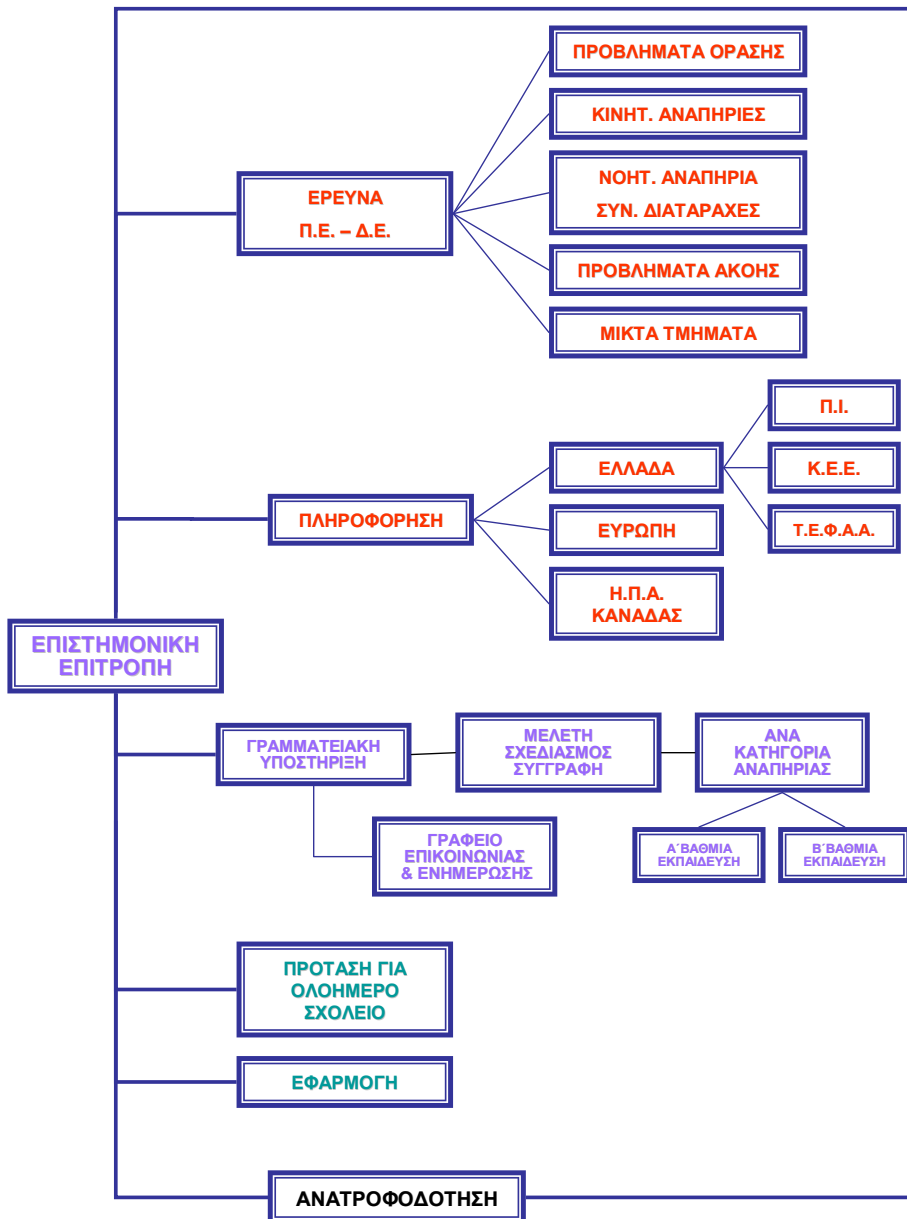 ΠΡΟΒΛΗΜΑΤΑ ΟΡΑΣΗΣ
ΚΙΝΗΤ. ΑΝΑΠΗΡΙΕΣ
ΕΡΕΥΝΑ
Π.Ε. – Δ.Ε.
ΝΟΗΤ. ΑΝΑΠΗΡΙΑ
ΣΥΝ. ΔΙΑΤΑΡΑΧΕΣ
ΠΡΟΒΛΗΜΑΤΑ ΑΚΟΗΣ
ΜΙΚΤΑ ΤΜΗΜΑΤΑ
ΠΛΗΡΟΦΟΡΗΣΗ
ΕΛΛΑΔΑ
Π.Ι.
Κ.Ε.Ε.
Τ.Ε.Φ.Α.Α.
ΕΥΡΩΠΗ
Η.Π.Α.
ΚΑΝΑΔΑΣ
ΕΠΙΣΤΗΜΟΝΙΚΗ
ΕΠΙΤΡΟΠΗ
ΓΡΑΜΜΑΤΕΙΑΚΗ
ΥΠΟΣΤΗΡΙΞΗ
ΜΕΛΕΤΗ
ΣΧΕΔΙΑΣΜΟΣ
ΣΥΓΓΡΑΦΗ
ΑΝΑ
ΚΑΤΗΓΟΡΙΑ
ΑΝΑΠΗΡΙΑΣ
ΓΡΑΦΕΙΟ
ΕΠΙΚΟΙΝΩΝΙΑΣ
& ΕΝΗΜΕΡΩΣΗΣ
Α΄ΒΑΘΜΙΑ
ΕΚΠΑΙΔΕΥΣΗ
Β΄ΒΑΘΜΙΑ
ΕΚΠΑΙΔΕΥΣΗ
ΠΡΟΤΑΣΗ ΓΙΑ
ΟΛΟΗΜΕΡΟ
ΣΧΟΛΕΙΟ
ΕΦΑΡΜΟΓΗ
ΑΝΑΤΡΟΦΟΔΟΤΗΣΗ